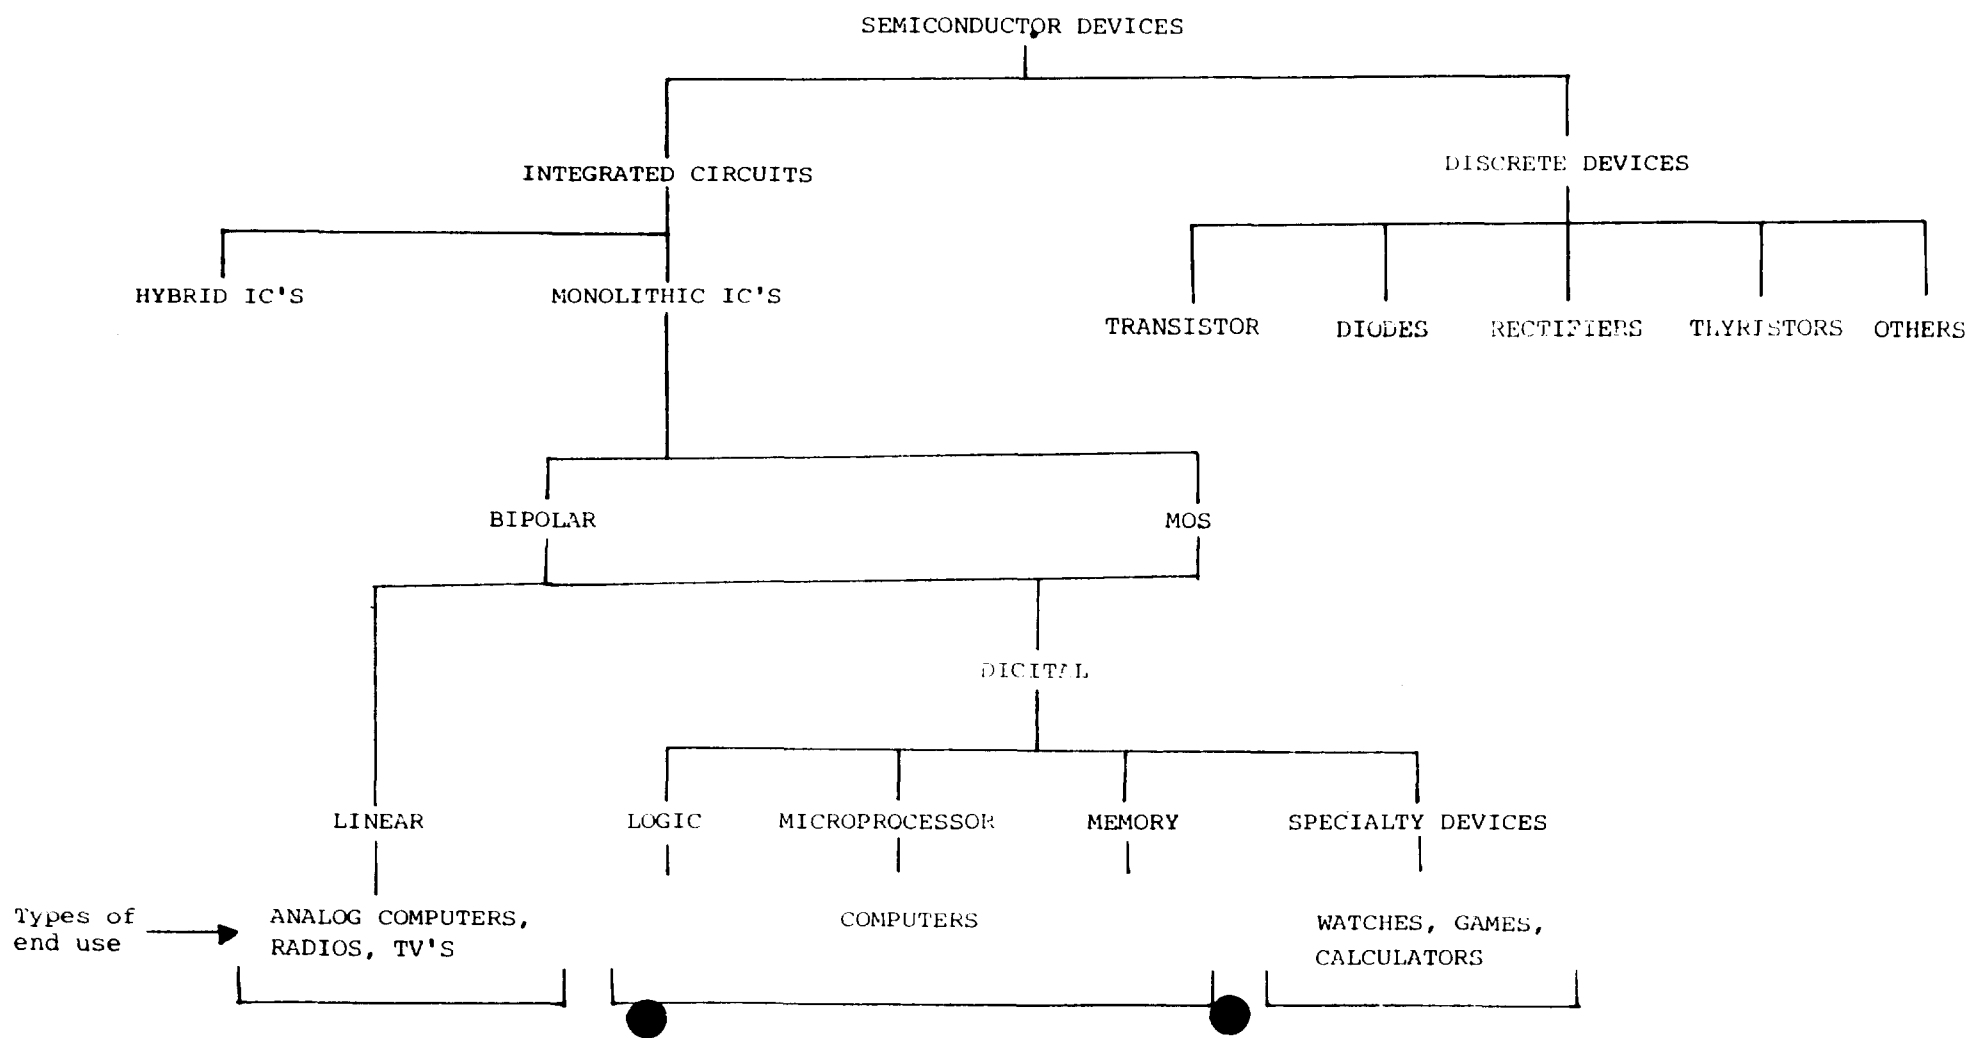 SEMICONDUCTOR DEVICES
INTEGRATED CIRCUITS
DISCRETE DEVICES
HYBRID IC'S
MONOLITHIC IC'S
TRANSISTOR
DIODES
RECTIFIERS
THYRISTORS
OTHERS
BIPOLAR
MOS
DIGITAL
LINEAR
LOGIC
MICROPROCESSOR
MEMORY
SPECIALTY DEVICES
Types of
end use
ANALOG COMPUTERS,
RADIOS, TV'S
COMPUTERS
WATCHES, GAMES,
CALCULATORS